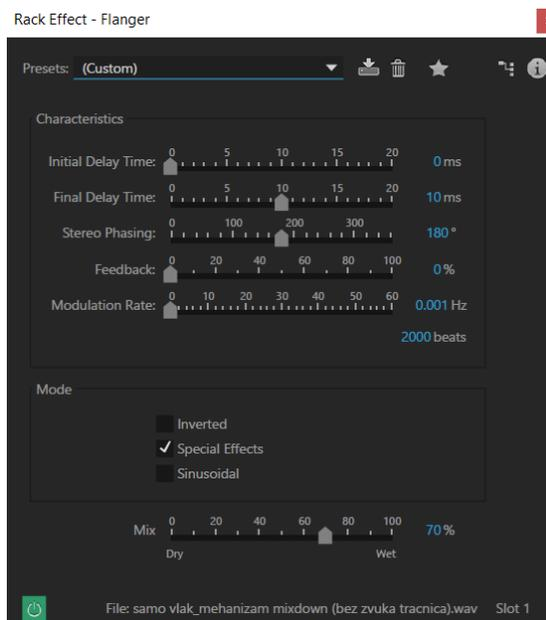 Rack Effect - Flanger
Presets: (Custom)
Characteristics
0 5 10 15 20
Initial Delay Time: 0 ms
0 5 10 15 20
Final Delay Time: 10 ms
0 100 200 300
Stereo Phasing: 180 °
0 20 40 60 80 100
Feedback: 0 %
0 10 20 30 40 50 60
Modulation Rate: 0.001 Hz
2000 beats
Mode
Inverted
Special Effects
Sinusoidal
0 20 40 60 80 100
Mix 70 %
Dry Wet
File: samo vlak_mehanizam mixdown (bez zvuka tracnica).wav Slot 1